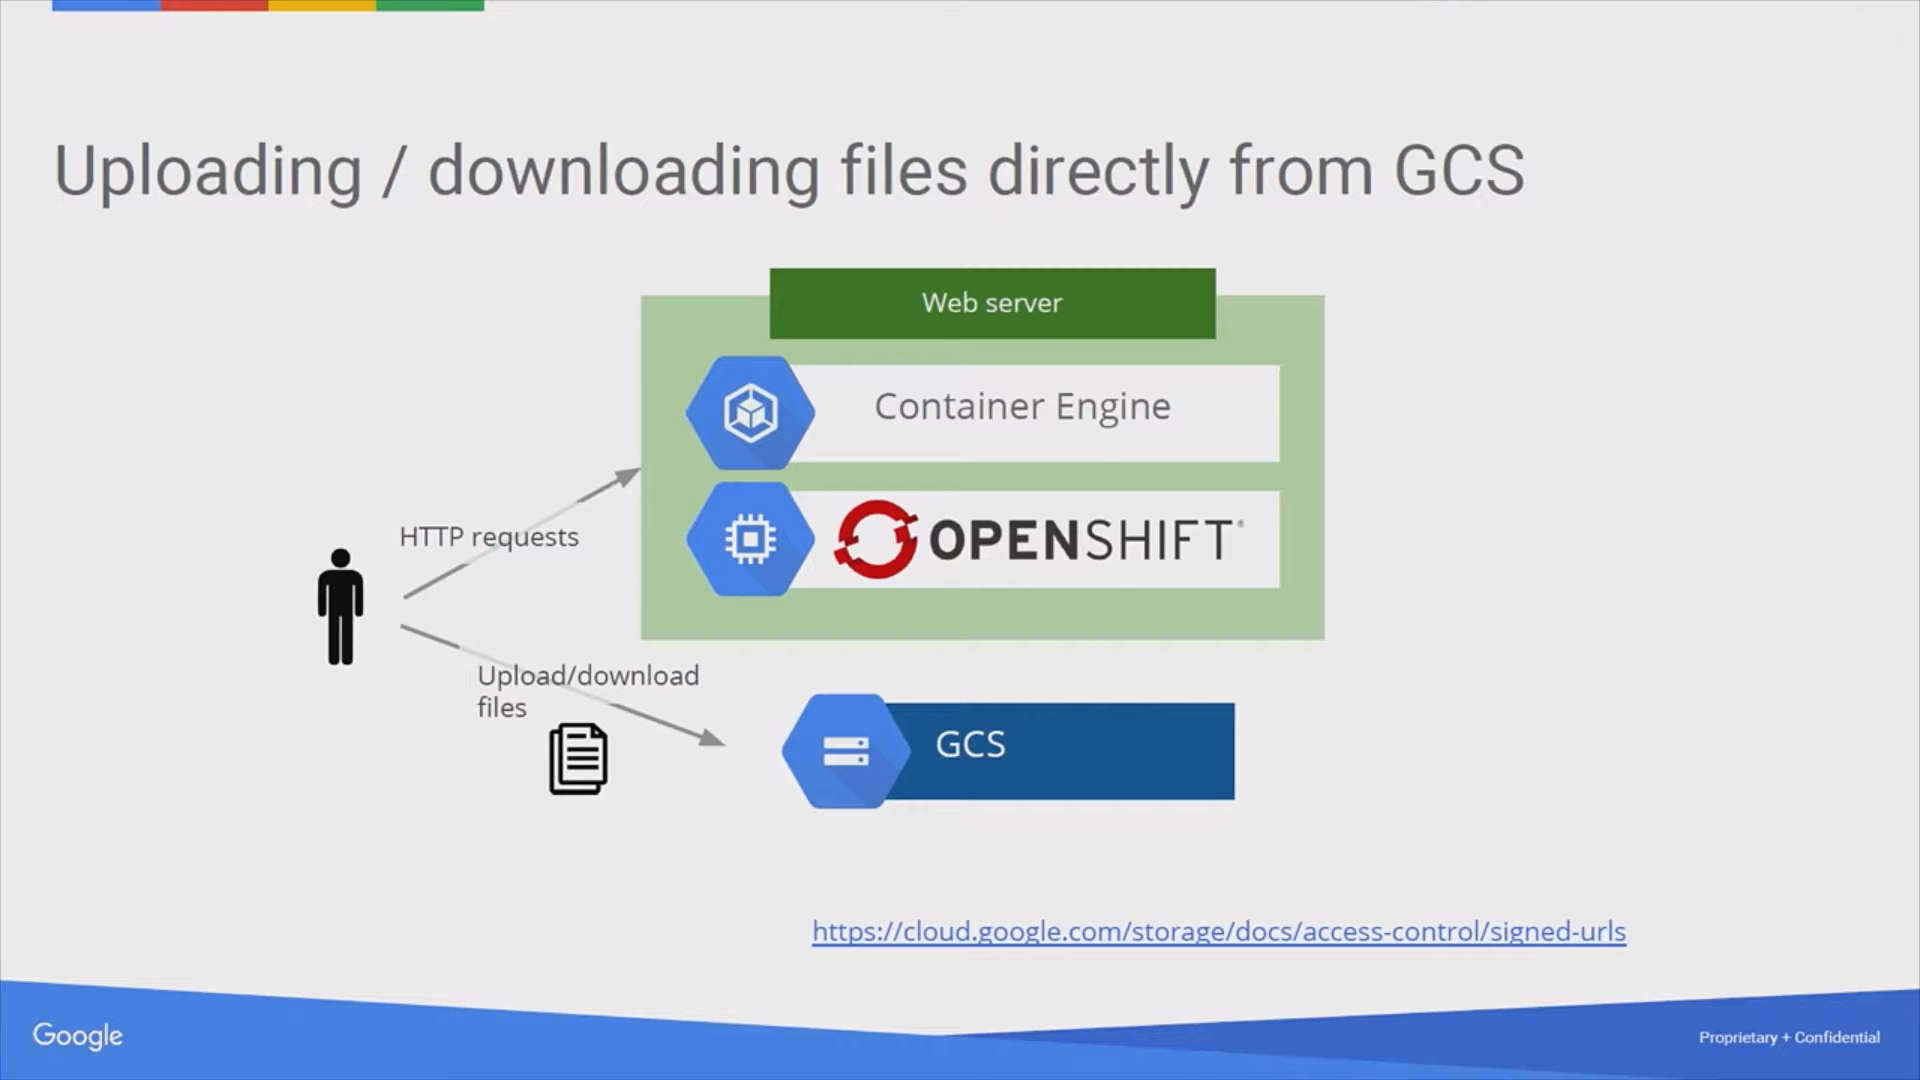 Uploading / downloading files directly from GCS
Web server
Container Engine
OPENSHIFT®
HTTP requests
Upload/download
files
GCS
https://cloud.google.com/storage/docs/access-control/signed-urls
Google
Proprietary + Confidential